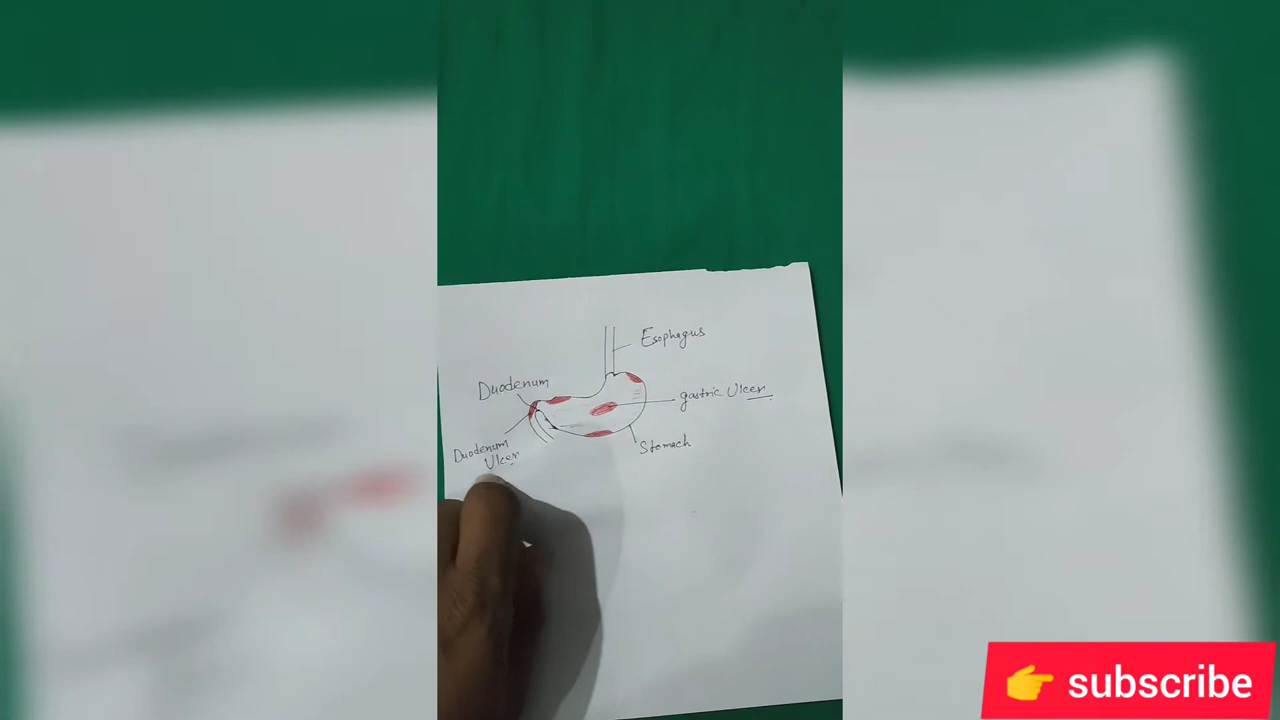 Esophagus
Duodenum
gastric Ulcer
Duodenum
Ulcer
Stomach
👉 subscribe